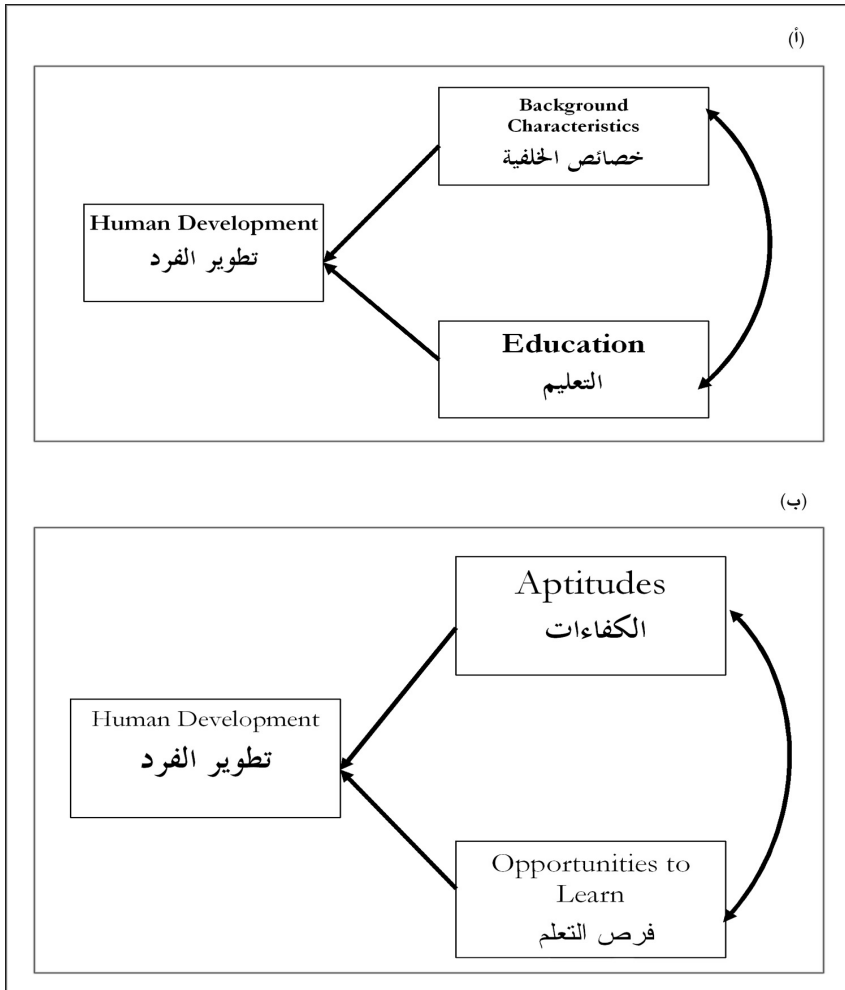 (أ)
Background
Characteristics
خصائص الخلفية
Human Development
تطوير الفرد
Education
التعليم
(ب)
Aptitudes
الكفاءات
Human Development
تطوير الفرد
Opportunities to
Learn
فرص التعلم